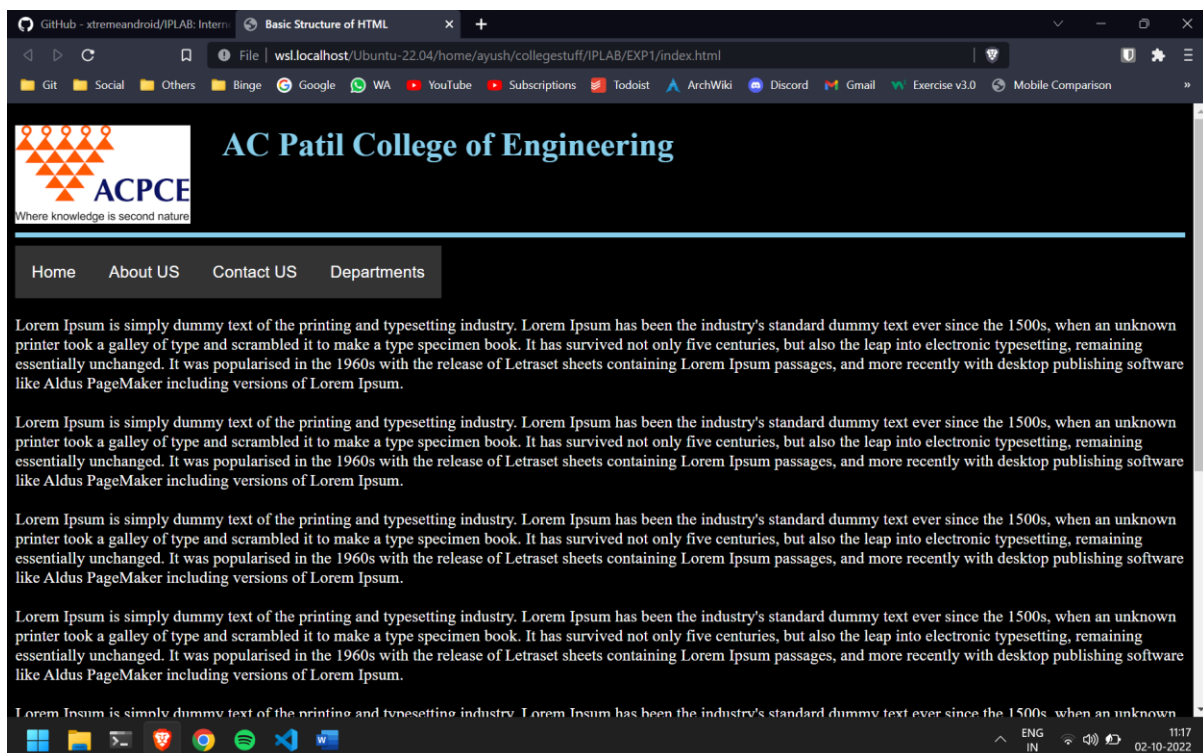 GitHub - xtremeandroid/IPLAB: Intern
Basic Structure of HTML
File | wsl.localhost/Ubuntu-22.04/home/ayush/collegestuff/IPLAB/EXP1/index.html
Git Social Others Binge Google WA YouTube Subscriptions Todoist ArchWiki Discord Gmail Exercise v3.0 Mobile Comparison »
AC Patil College of Engineering
ACPCE
Where knowledge is second nature
Home About US Contact US Departments
Lorem Ipsum is simply dummy text of the printing and typesetting industry. Lorem Ipsum has been the industry's standard dummy text ever since the 1500s, when an unknown
printer took a galley of type and scrambled it to make a type specimen book. It has survived not only five centuries, but also the leap into electronic typesetting, remaining
essentially unchanged. It was popularised in the 1960s with the release of Letraset sheets containing Lorem Ipsum passages, and more recently with desktop publishing software
like Aldus PageMaker including versions of Lorem Ipsum.
Lorem Ipsum is simply dummy text of the printing and typesetting industry. Lorem Ipsum has been the industry's standard dummy text ever since the 1500s, when an unknown
printer took a galley of type and scrambled it to make a type specimen book. It has survived not only five centuries, but also the leap into electronic typesetting, remaining
essentially unchanged. It was popularised in the 1960s with the release of Letraset sheets containing Lorem Ipsum passages, and more recently with desktop publishing software
like Aldus PageMaker including versions of Lorem Ipsum.
Lorem Ipsum is simply dummy text of the printing and typesetting industry. Lorem Ipsum has been the industry's standard dummy text ever since the 1500s, when an unknown
printer took a galley of type and scrambled it to make a type specimen book. It has survived not only five centuries, but also the leap into electronic typesetting, remaining
essentially unchanged. It was popularised in the 1960s with the release of Letraset sheets containing Lorem Ipsum passages, and more recently with desktop publishing software
like Aldus PageMaker including versions of Lorem Ipsum.
Lorem Ipsum is simply dummy text of the printing and typesetting industry. Lorem Ipsum has been the industry's standard dummy text ever since the 1500s, when an unknown
printer took a galley of type and scrambled it to make a type specimen book. It has survived not only five centuries, but also the leap into electronic typesetting, remaining
essentially unchanged. It was popularised in the 1960s with the release of Letraset sheets containing Lorem Ipsum passages, and more recently with desktop publishing software
like Aldus PageMaker including versions of Lorem Ipsum.
Lorem Ipsum is simply dummy text of the printing and typesetting industry. Lorem Ipsum has been the industry's standard dummy text ever since the 1500s, when an unknown
ENG
IN
11:17
02-10-2022